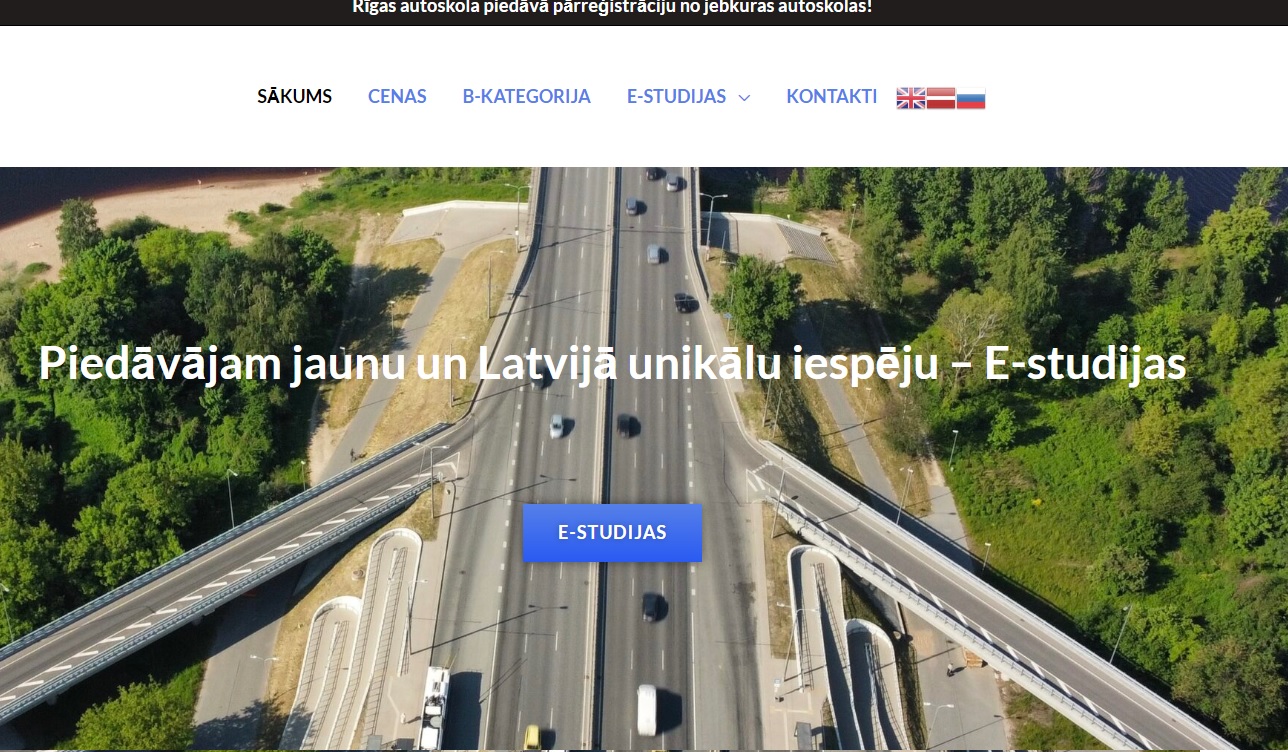 Rīgas autoskola piedāvā pārreģistrāciju no jebkuras autoskolas!
SĀKUMS CENAS B-KATEGORIJA E-STUDIJAS KONTAKTI
Piedāvājam jaunu un Latvijā unikālu iespēju – E-studijas
E-STUDIJAS